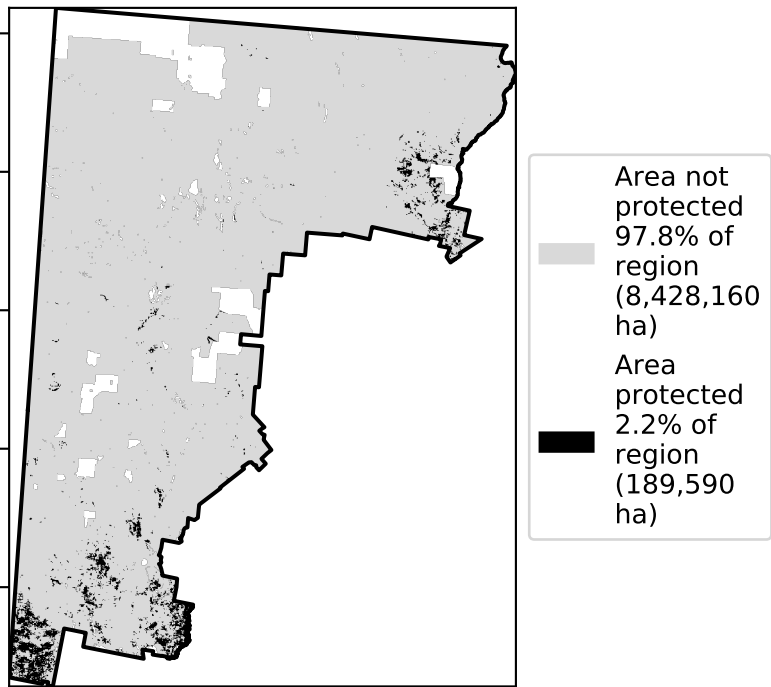 Area not
protected
97.8% of
region
(8,428,160
ha)
Area
protected
2.2% of
region
(189,590
ha)